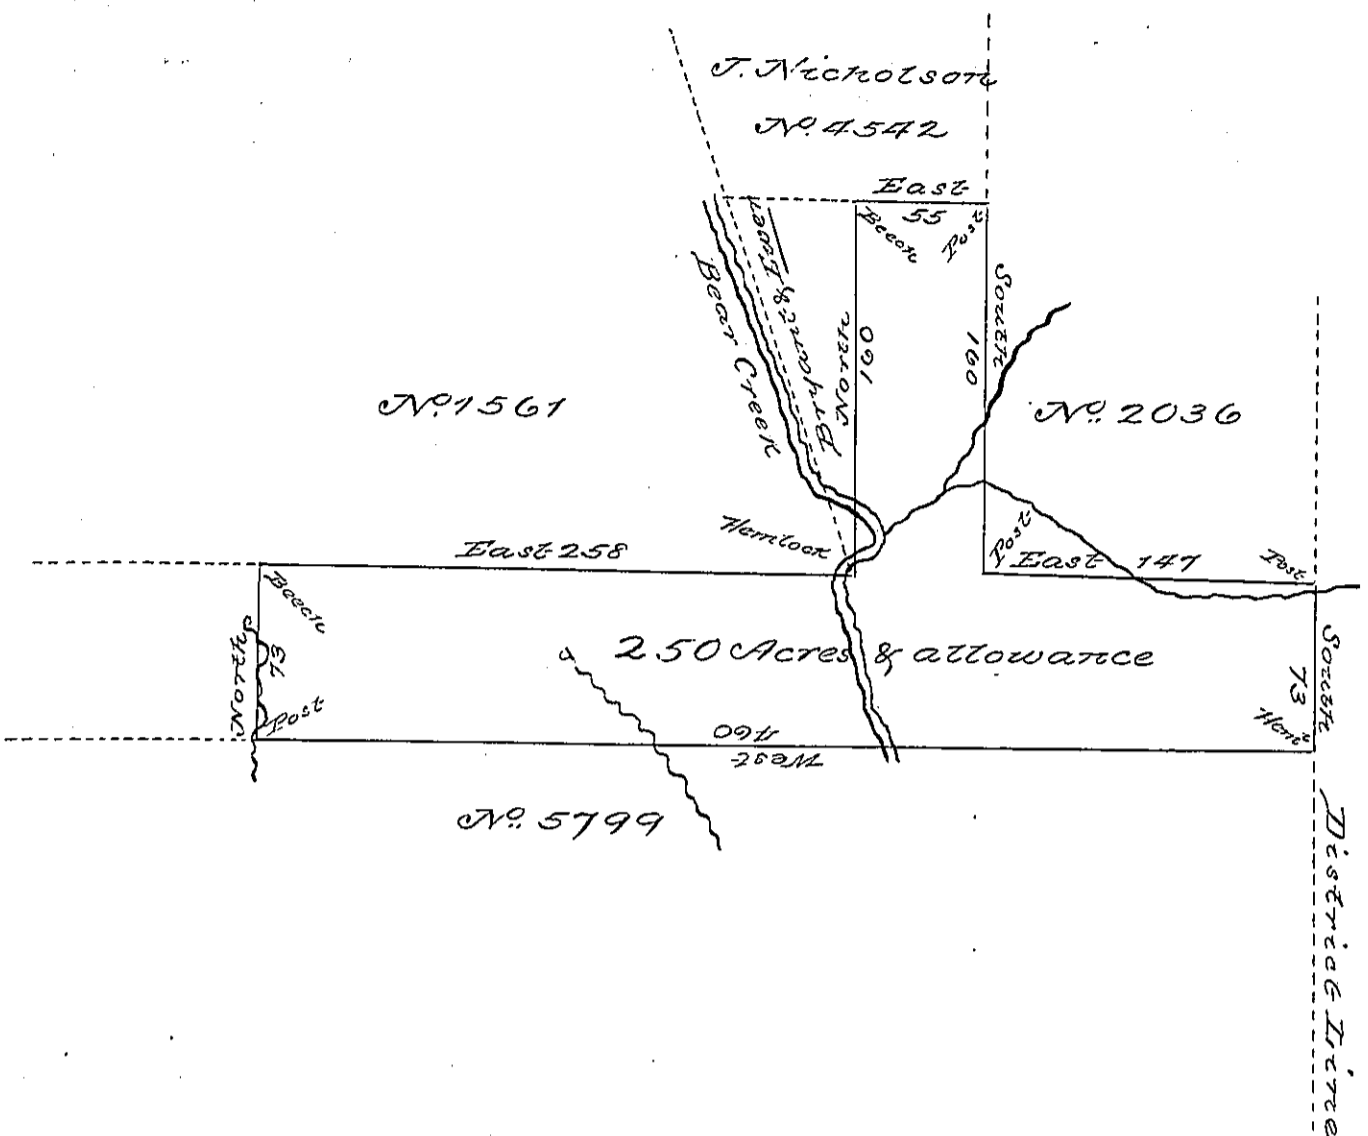 J. Nicholson
No. 4542
East
55
Beech
Post
Bryan & Leech
Bear Creek
North
160
South
160
No. 1561
No. 2036
Hemlock
East 258
Post
East 147
Post
Beech
North
73
Post
250 Acres & allowance
South
73
Hem.
460
West
No. 5799
District Line